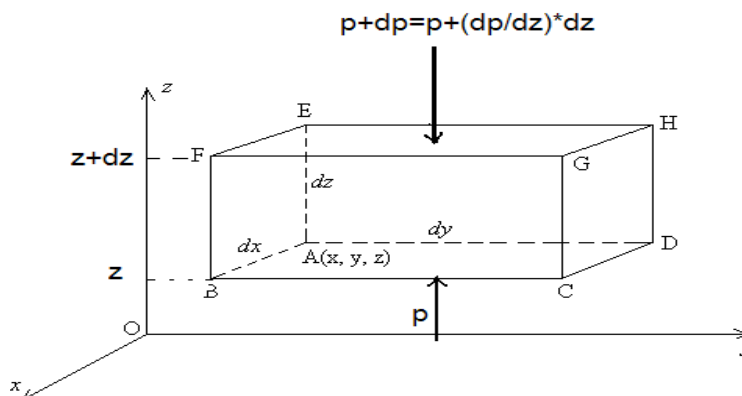 p+dp=p+(dp/dz)*dz
z
E
H
z+dz
F
G
dz
dx
dy
A(x, y, z)
D
z
B
C
p
O
x